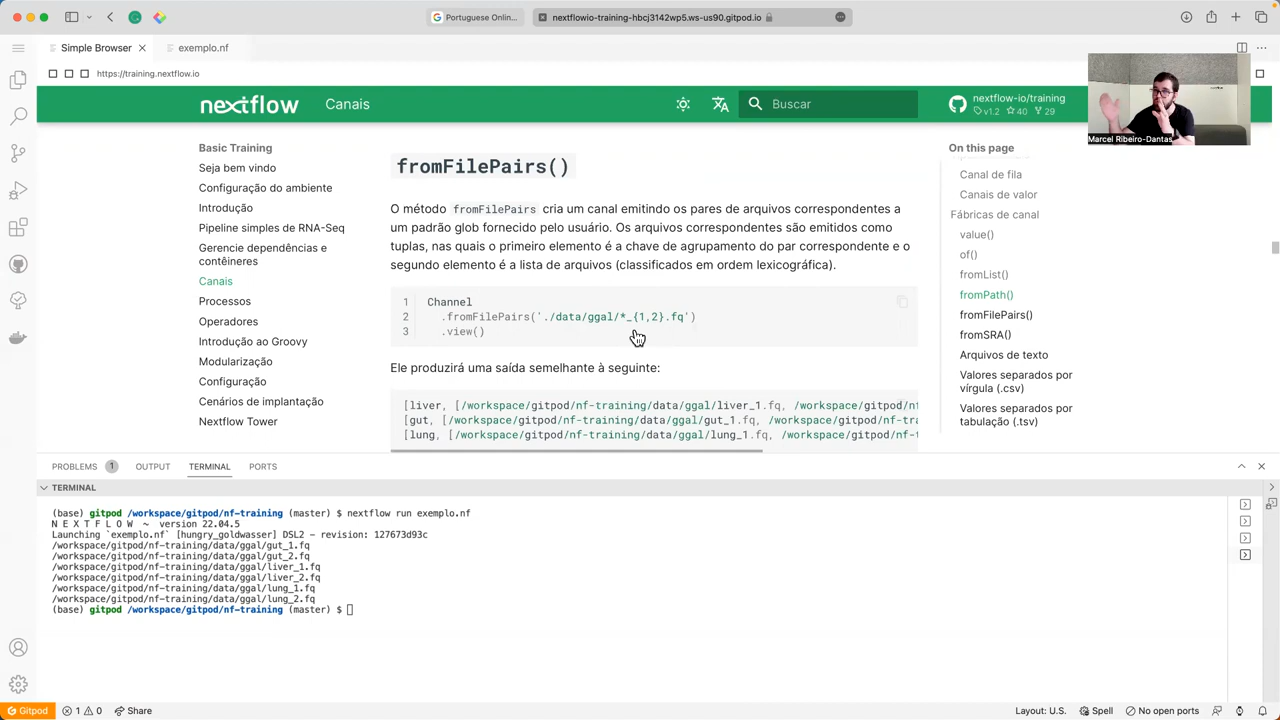 Portuguese Onlin...
nextflowio-training-hbcj3142wp5.ws-us90.gitpod.io
Simple Browser
exemplo.nf
https://training.nextflow.io
nextflow
Canais
Buscar
nextflow-io/training
v1.2 40 29
Marcel Ribeiro-Dantas
Basic Training
Seja bem vindo
Configuração do ambiente
Introdução
Pipeline simples de RNA-Seq
Gerencie dependências e
contêineres
Canais
Processos
Operadores
Introdução ao Groovy
Modularização
Configuração
Cenários de implantação
Nextflow Tower
fromFilePairs()
O método fromFilePairs cria um canal emitindo os pares de arquivos correspondentes a
um padrão glob fornecido pelo usuário. Os arquivos correspondentes são emitidos como
tuplas, nas quais o primeiro elemento é a chave de agrupamento do par correspondente e o
segundo elemento é a lista de arquivos (classificados em ordem lexicográfica).
1 Channel
2 .fromFilePairs('./data/ggal/*_{1,2}.fq')
3 .view()
Ele produzirá uma saída semelhante à seguinte:
[liver, [/workspace/gitpod/nf-training/data/ggal/liver_1.fq, /workspace/gitpod/nf
[gut, [/workspace/gitpod/nf-training/data/ggal/gut_1.fq, /workspace/gitpod/nf-tra
[lung, [/workspace/gitpod/nf-training/data/ggal/lung_1.fq, /workspace/gitpod/nf-t
On this page
Canal de fila
Canais de valor
Fábricas de canal
value()
of()
fromList()
fromPath()
fromFilePairs()
fromSRA()
Arquivos de texto
Valores separados por
vírgula (.csv)
Valores separados por
tabulação (.tsv)
PROBLEMS 1 OUTPUT TERMINAL PORTS
TERMINAL
(base) gitpod /workspace/gitpod/nf-training (master) $ nextflow run exemplo.nf
N E X T F L O W ~ version 22.04.5
Launching `exemplo.nf` [hungry_goldwasser] DSL2 - revision: 127673d93c
/workspace/gitpod/nf-training/data/ggal/gut_1.fq
/workspace/gitpod/nf-training/data/ggal/gut_2.fq
/workspace/gitpod/nf-training/data/ggal/liver_1.fq
/workspace/gitpod/nf-training/data/ggal/liver_2.fq
/workspace/gitpod/nf-training/data/ggal/lung_1.fq
/workspace/gitpod/nf-training/data/ggal/lung_2.fq
(base) gitpod /workspace/gitpod/nf-training (master) $
Gitpod 1 0 Share Layout: U.S. Spell No open ports